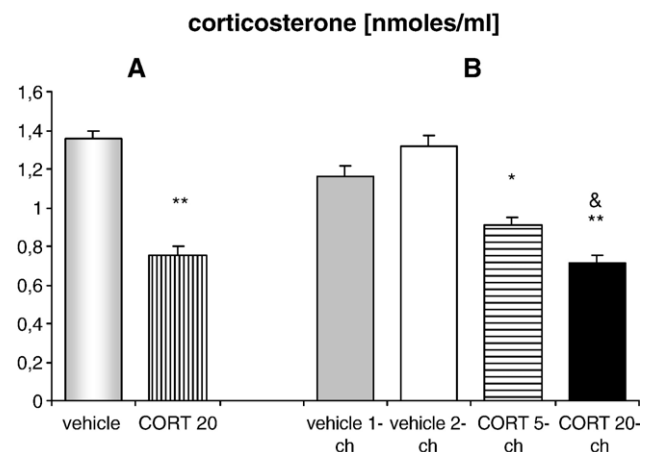 corticosterone [nmoles/ml]
A
B
1,6
1,4
1,2
1
0,8
0,6
0,4
0,2
0
**
*
&
**
vehicle
CORT 20
vehicle 1-
ch
vehicle 2-
ch
CORT 5-
ch
CORT 20-
ch